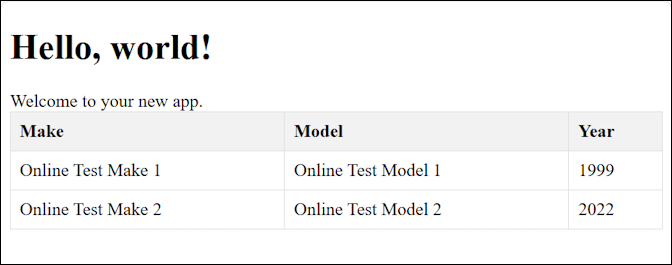 Hello, world!
Welcome to your new app.
Make Model Year
Online Test Make 1 Online Test Model 1 1999
Online Test Make 2 Online Test Model 2 2022